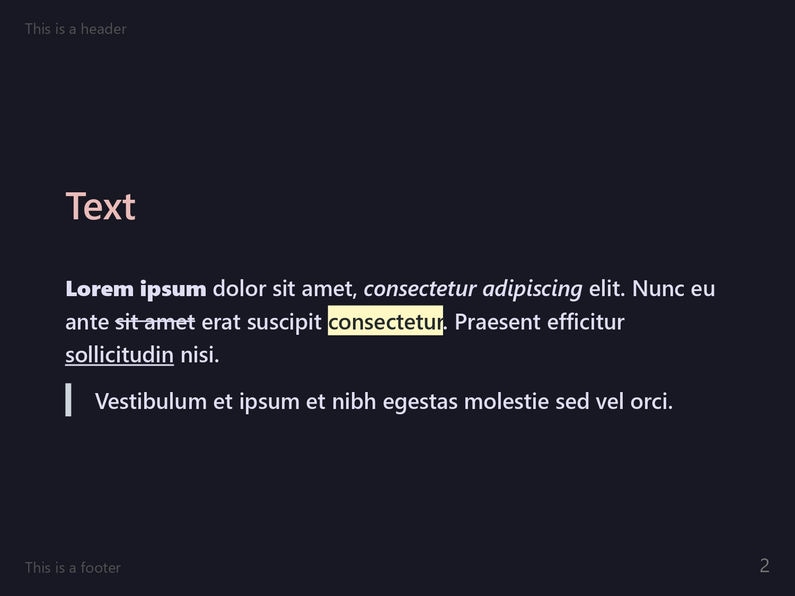 This is a header
Text
Lorem ipsum dolor sit amet, consectetur adipiscing elit. Nunc eu
ante sit amet erat suscipit consectetur. Praesent efficitur
sollicitudin nisi.
Vestibulum et ipsum et nibh egestas molestie sed vel orci.
This is a footer
2